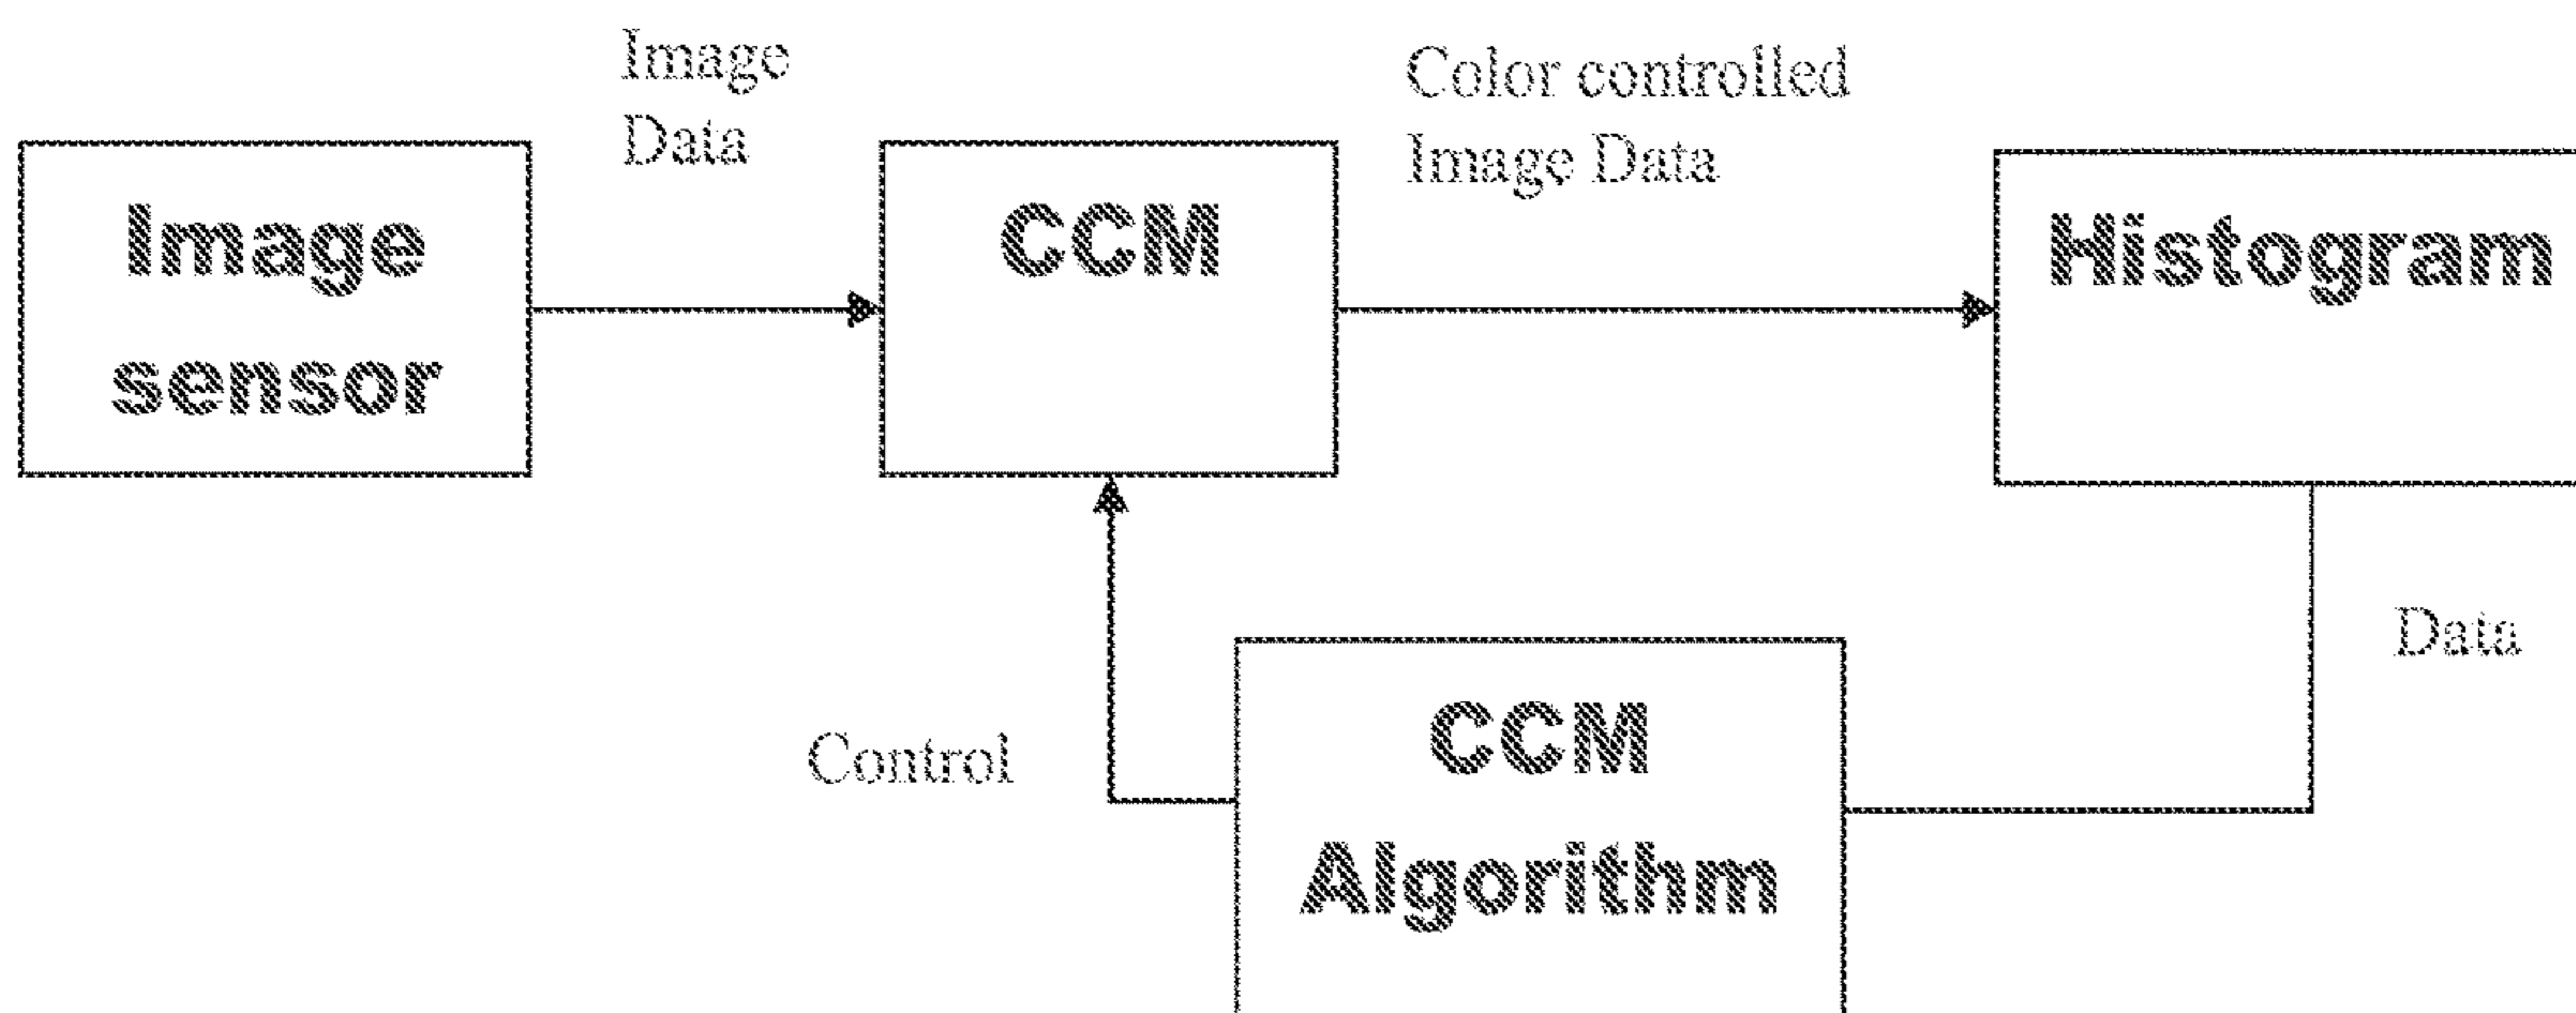 Image
Data
Color controlled
Image Data
Image
sensor
CCM
Histogram
Data
Control
CCM
Algorithm